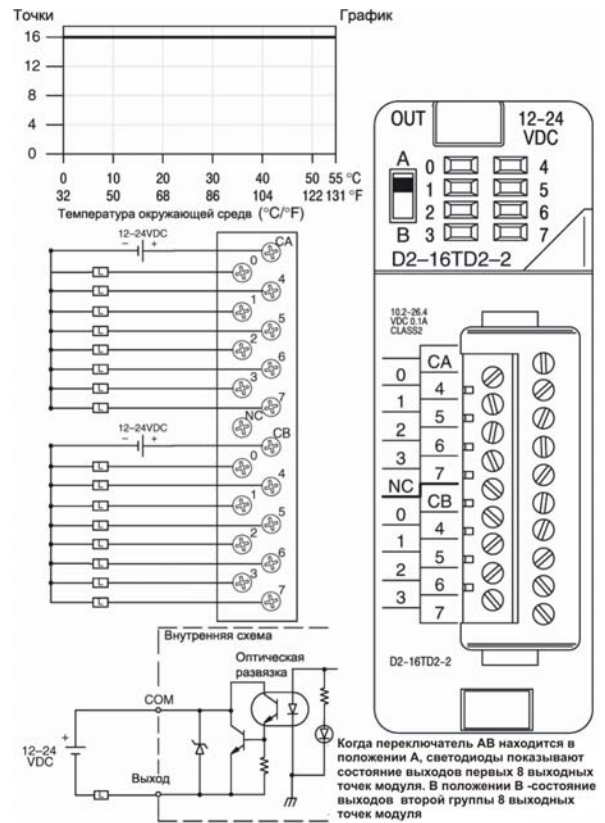 Точки
График
16
12
8
4
0
0 10 20 30 40 50 55 °C
32 50 68 86 104 122 131 °F
Температура окружающей средв (°C/°F)
12–24VDC
– +
CA
0
L
4
L
1
L
5
L
2
L
6
L
3
L
7
L
NC
12–24VDC
– +
CB
0
L
4
L
1
L
5
L
2
L
6
L
3
L
7
L
Внутренняя схема
Оптическая
развязка
COM
+
12–24
VDC
Выход
L
OUT
12–24
VDC
A
0 4
1 5
2 6
B 3 7
D2–16TD2–2
10.2–26.4
VDC 0.1A
CLASS2
CA
0
4
1
5
2
6
3
7
NC
CB
0
4
1
5
2
6
3
7
D2–16TD2–2
Когда переключатель АВ находится в
положении А, светодиоды показывают
состояние выходов первых 8 выходных
точек модуля. В положении В -состояние
выходов второй группы 8 выходных
точек модуля